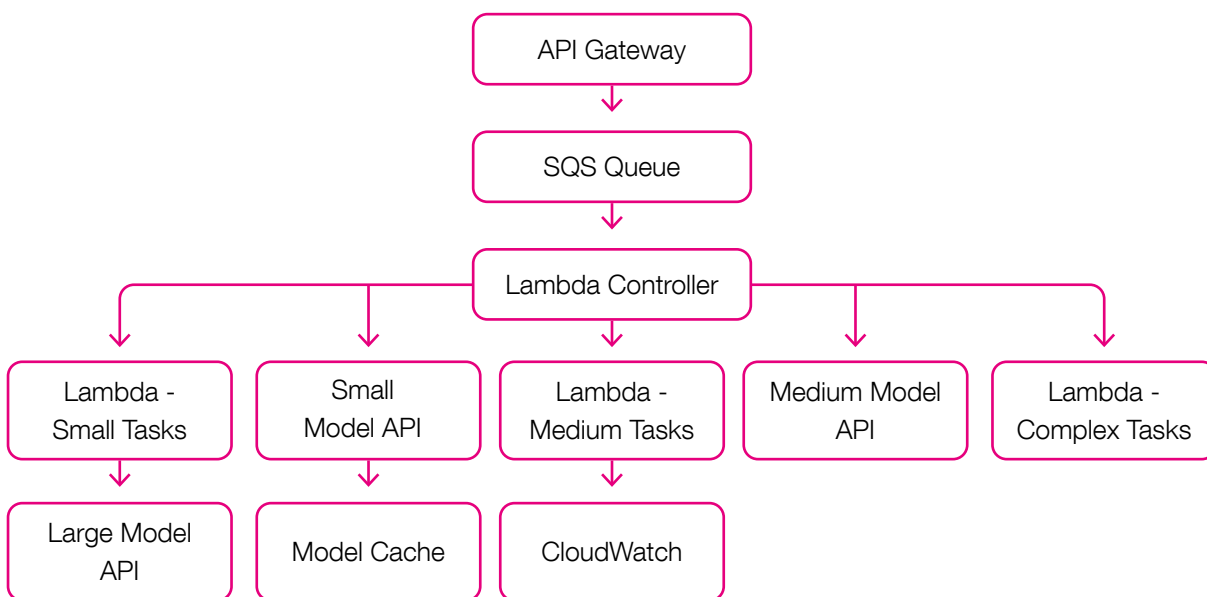 API Gateway
SQS Queue
Lambda Controller
Lambda -
Small Tasks
Small
Model API
Lambda -
Medium Tasks
Medium Model
API
Lambda -
Complex Tasks
Large Model
API
Model Cache
CloudWatch